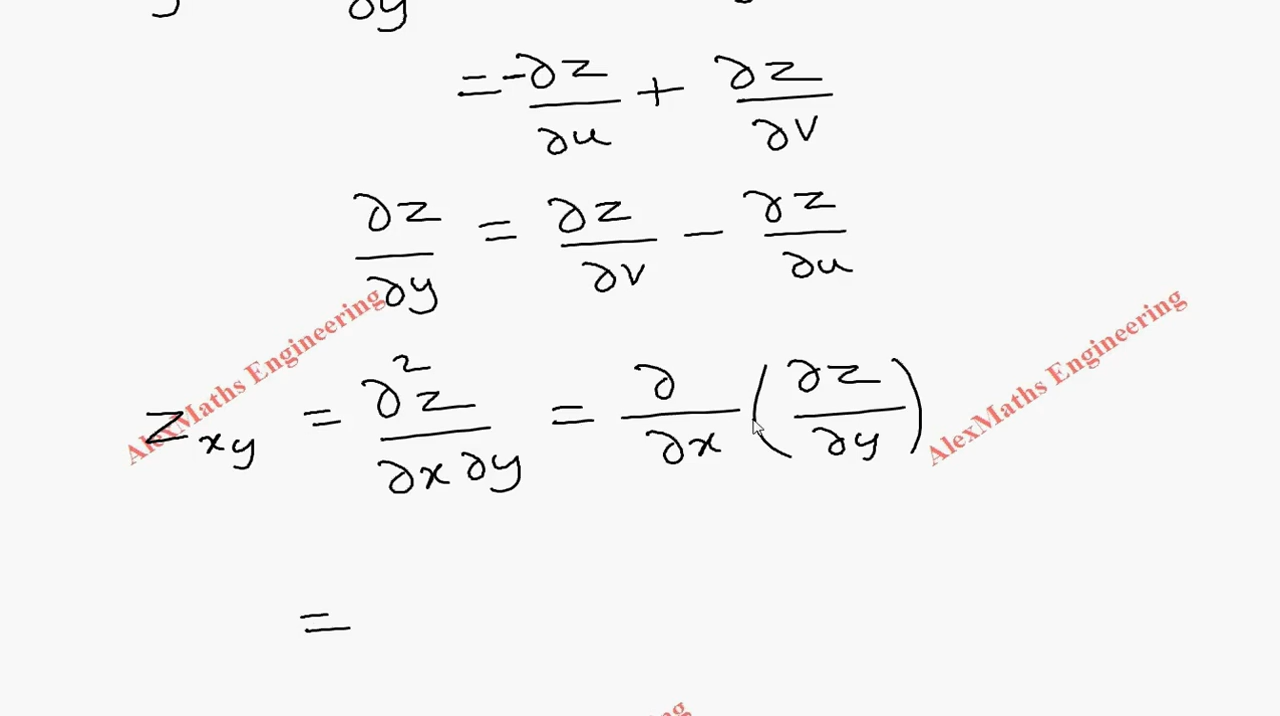 y ∂y
= -∂z/∂u + ∂z/∂v
∂z/∂y = ∂z/∂v - ∂z/∂u
z_xy = ∂²z/∂x∂y = ∂/∂x (∂z/∂y)
AlexMaths Engineering
AlexMaths Engineering
=